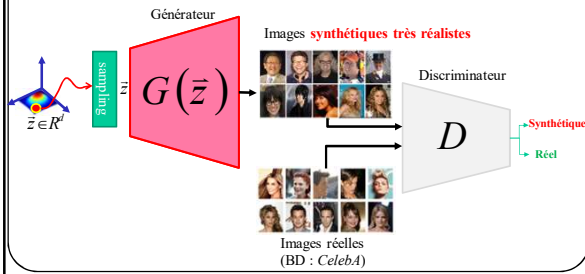 Générateur
Images synthétiques très réalistes
Discriminateur
sampling
z⃗
G(z⃗)
z⃗ ∈ R^d
D
Synthétique
Réel
Images réelles
(BD : CelebA)